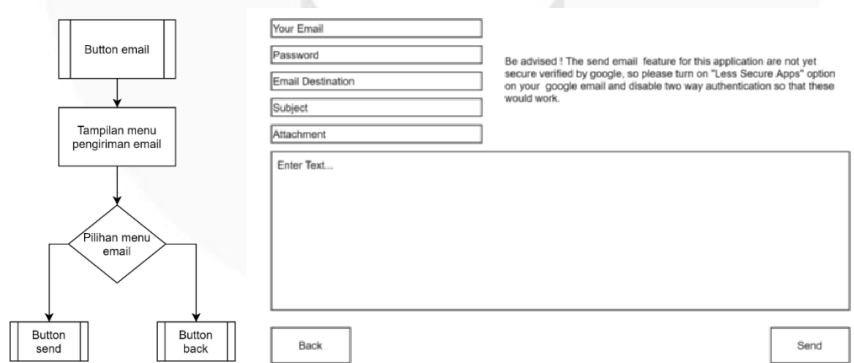 Button email
Tampilan menu
pengiriman email
Pilihan menu
email
Button
send
Button
back
Your Email
Password
Email Destination
Subject
Attachment
Be advised ! The send email feature for this application are not yet
secure verified by google, so please turn on "Less Secure Apps" option
on your google email and disable two way authentication so that these
would work.
Enter Text...
Back
Send